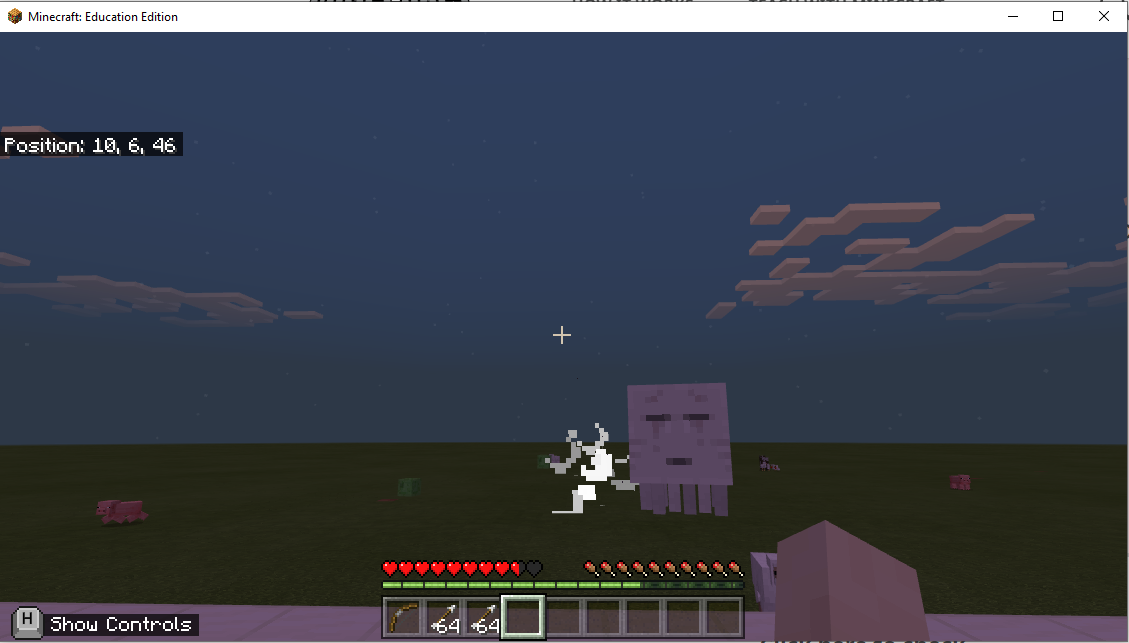 Minecraft: Education Edition
Position: 10, 6, 46
64
64
H
Show Controls